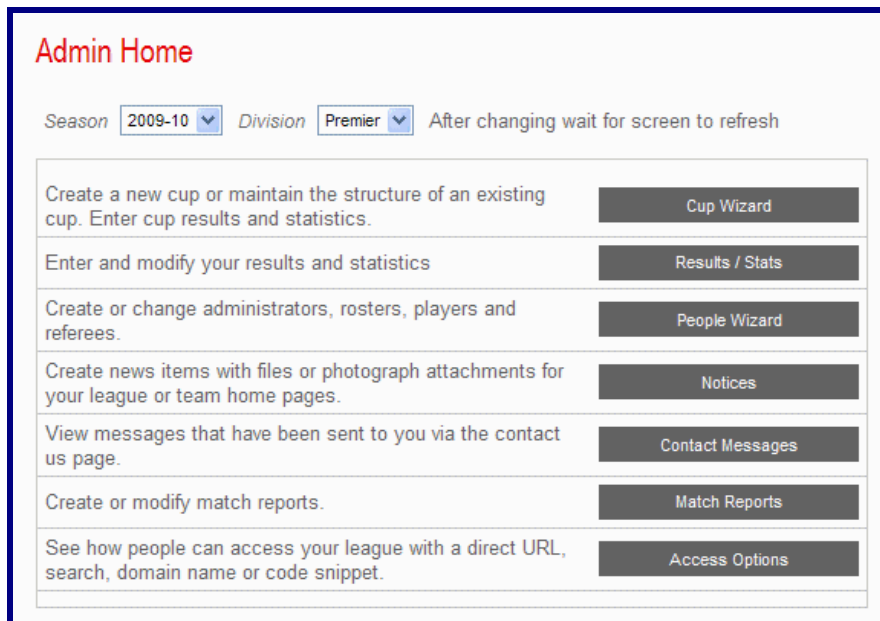 Admin Home
Season 2009-10 Division Premier After changing wait for screen to refresh
Create a new cup or maintain the structure of an existing
cup. Enter cup results and statistics.
Cup Wizard
Enter and modify your results and statistics
Results / Stats
Create or change administrators, rosters, players and
referees.
People Wizard
Create news items with files or photograph attachments for
your league or team home pages.
Notices
View messages that have been sent to you via the contact
us page.
Contact Messages
Create or modify match reports.
Match Reports
See how people can access your league with a direct URL,
search, domain name or code snippet.
Access Options